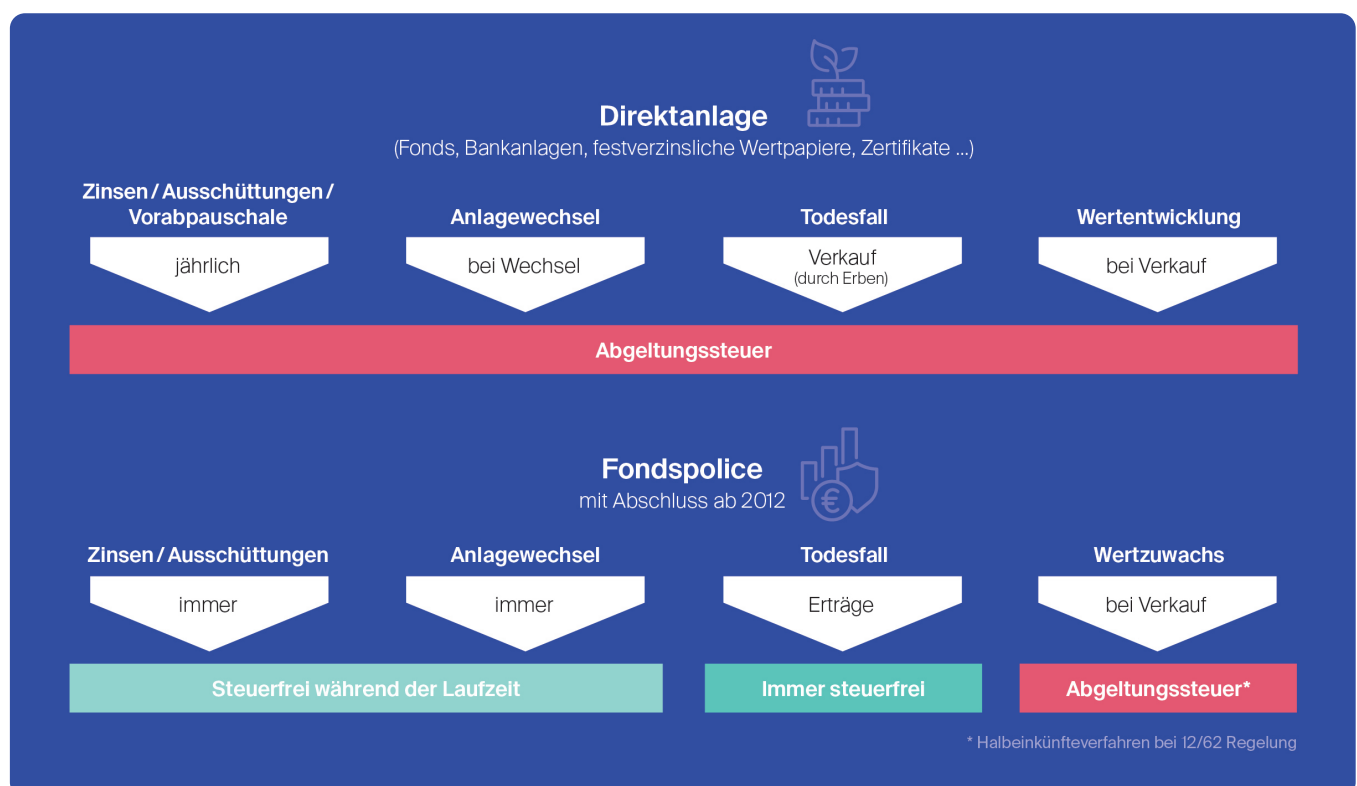 Direktanlage
(Fonds, Bankanlagen, festverzinsliche Wertpapiere, Zertifikate ...)
Zinsen / Ausschüttungen /
Vorabpauschale
Anlagewechsel
Todesfall
Wertentwicklung
jährlich
bei Wechsel
Verkauf
(durch Erben)
bei Verkauf
Abgeltungssteuer
Fondspolice
mit Abschluss ab 2012
Zinsen / Ausschüttungen
Anlagewechsel
Todesfall
Wertzuwachs
immer
immer
Erträge
bei Verkauf
Steuerfrei während der Laufzeit
Immer steuerfrei
Abgeltungssteuer*
* Halbeinkünfteverfahren bei 12/62 Regelung